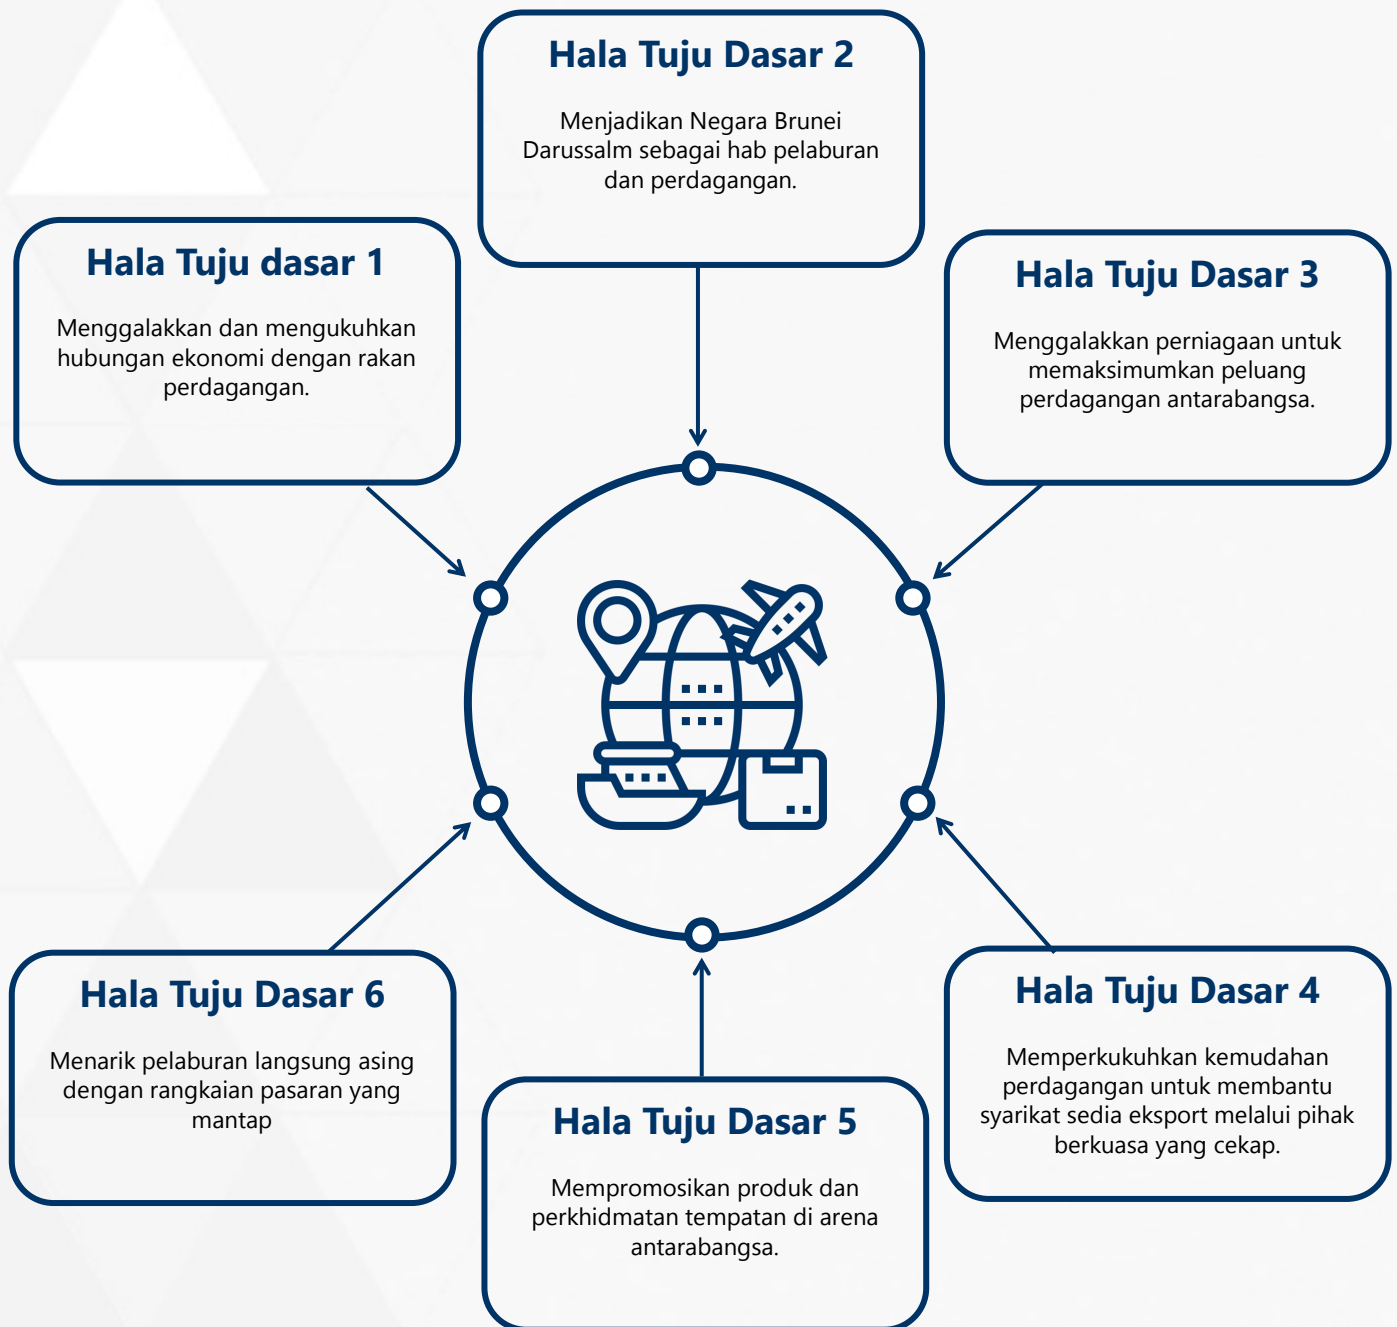 Hala Tuju dasar 1
Menggalakkan dan mengukuhkan
hubungan ekonomi dengan rakan
perdagangan.
Hala Tuju Dasar 2
Menjadikan Negara Brunei
Darussalm sebagai hab pelaburan
dan perdagangan.
Hala Tuju Dasar 3
Menggalakkan perniagaan untuk
memaksimumkan peluang
perdagangan antarabangsa.
Hala Tuju Dasar 4
Memperkukuhkan kemudahan
perdagangan untuk membantu
syarikat sedia eksport melalui pihak
berkuasa yang cekap.
Hala Tuju Dasar 5
Mempromosikan produk dan
perkhidmatan tempatan di arena
antarabangsa.
Hala Tuju Dasar 6
Menarik pelaburan langsung asing
dengan rangkaian pasaran yang
mantap